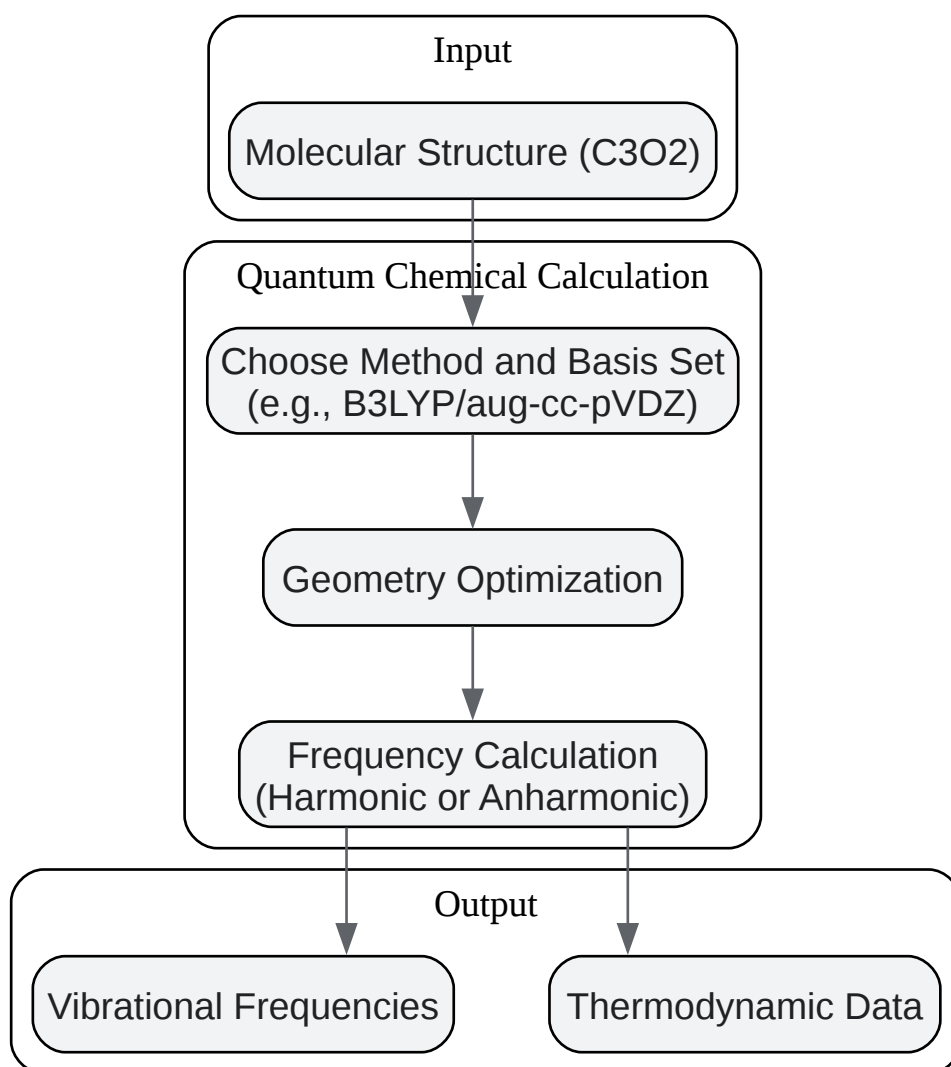 Input
Molecular Structure (C3O2)
Quantum Chemical Calculation
Choose Method and Basis Set
(e.g., B3LYP/aug-cc-pVDZ)
Geometry Optimization
Frequency Calculation
(Harmonic or Anharmonic)
Output
Vibrational Frequencies
Thermodynamic Data